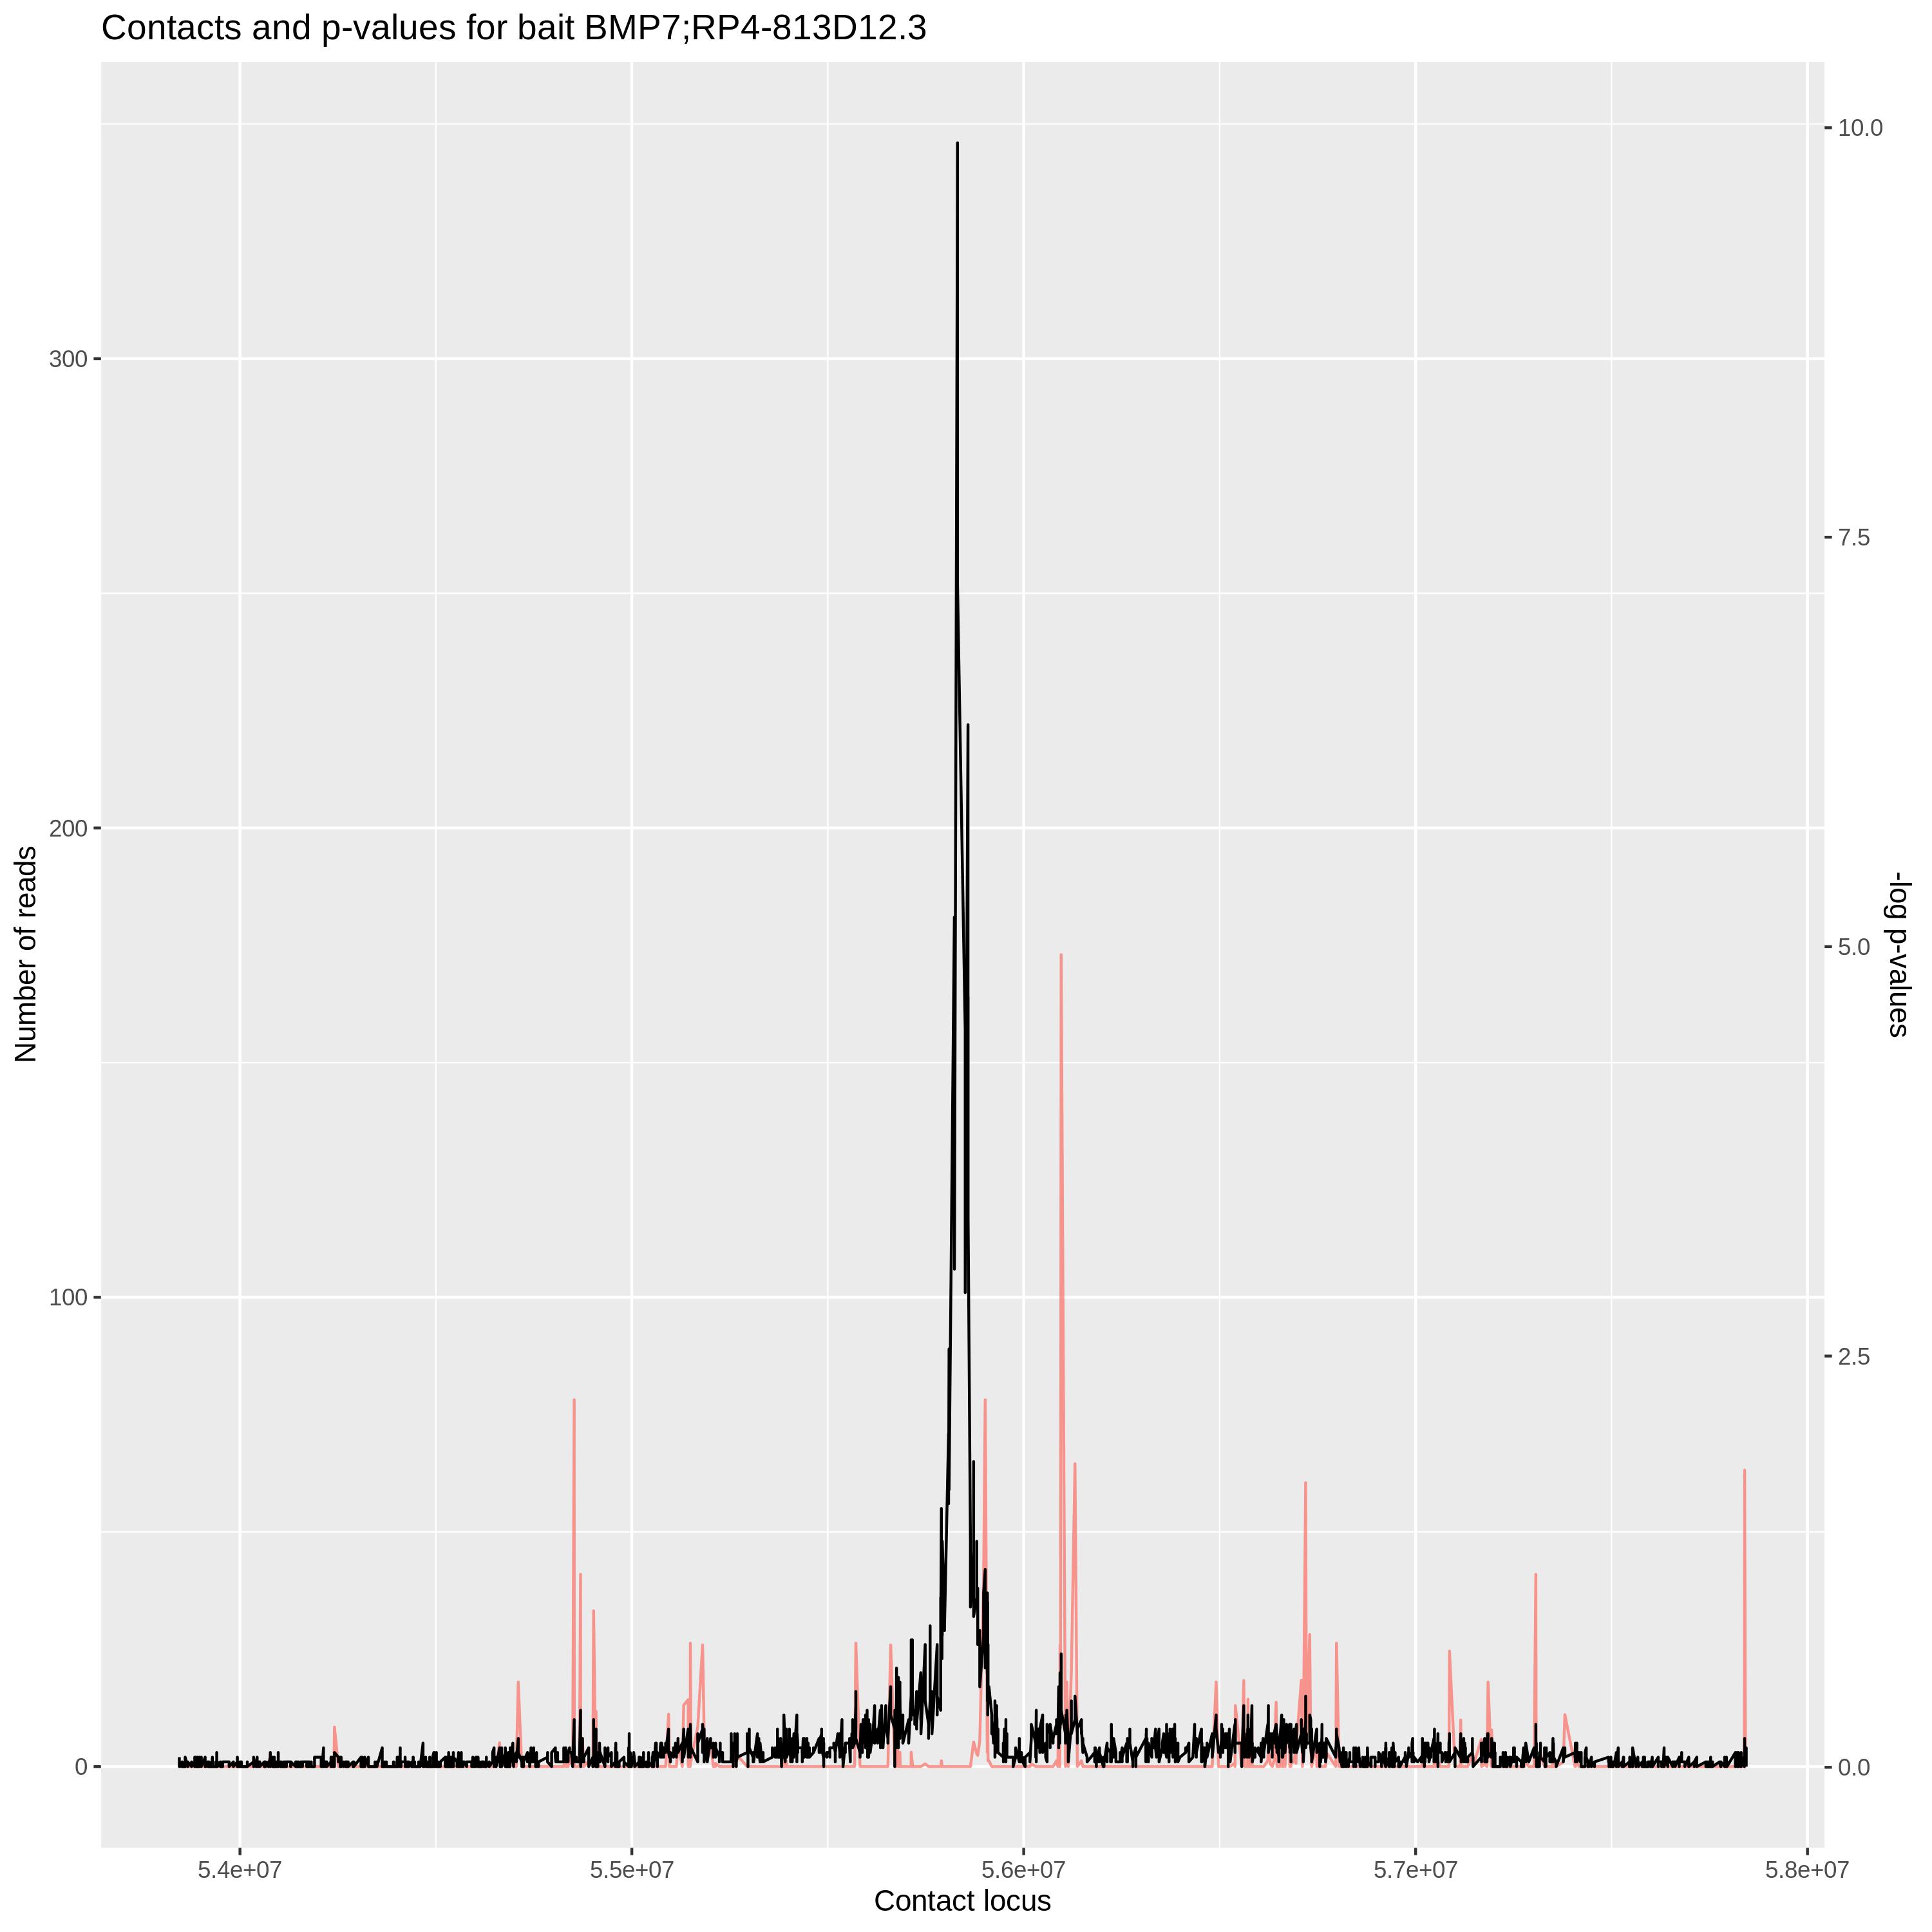 Contacts and p-values for bait BMP7;RP4-813D12.3
Number of reads
300
200
100
0
10.0
7.5
5.0
2.5
0.0
-log p-values
5.4e+07
5.5e+07
5.6e+07
5.7e+07
5.8e+07
Contact locus